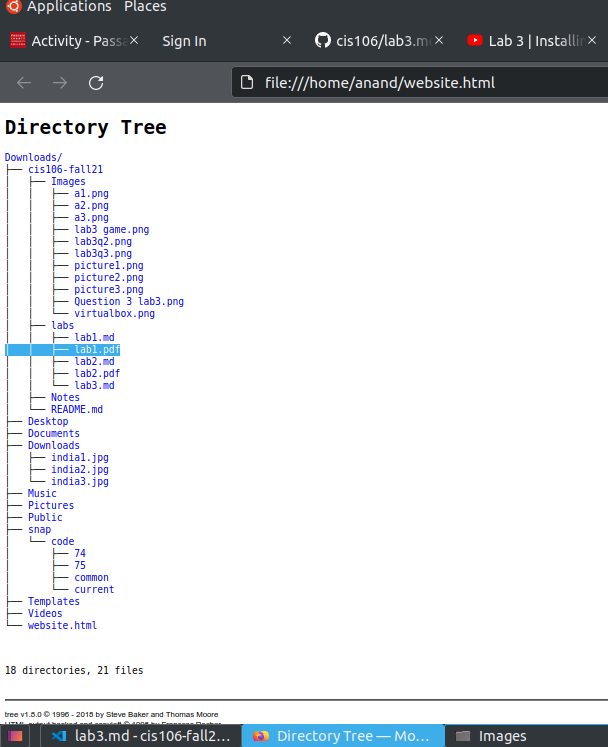 Applications Places
Activity - Passa
Sign In
cis106/lab3.m
Lab 3 | Installin
file:///home/anand/website.html
Directory Tree
Downloads/
├── cis106-fall21
│   ├── Images
│   │   ├── a1.png
│   │   ├── a2.png
│   │   ├── a3.png
│   │   ├── lab3 game.png
│   │   ├── lab3q2.png
│   │   ├── lab3q3.png
│   │   ├── picture1.png
│   │   ├── picture2.png
│   │   ├── picture3.png
│   │   ├── Question 3 lab3.png
│   │   └── virtualbox.png
│   ├── labs
│   │   ├── lab1.md
│   │   ├── lab1.pdf
│   │   ├── lab2.md
│   │   ├── lab2.pdf
│   │   └── lab3.md
│   ├── Notes
│   └── README.md
├── Desktop
├── Documents
├── Downloads
│   ├── india1.jpg
│   ├── india2.jpg
│   └── india3.jpg
├── Music
├── Pictures
├── Public
├── snap
│   └── code
│       ├── 74
│       ├── 75
│       ├── common
│       └── current
├── Templates
├── Videos
└── website.html
18 directories, 21 files
tree v1.8.0 © 1996 - 2018 by Steve Baker and Thomas Moore
lab3.md - cis106-fall2...
Directory Tree — Mo...
Images